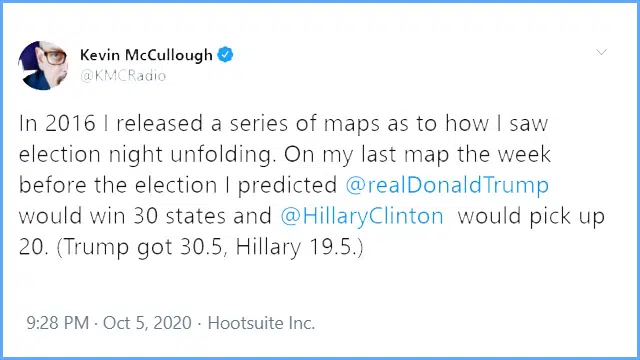 Kevin McCullough
@KMCRadio
In 2016 I released a series of maps as to how I saw
election night unfolding. On my last map the week
before the election I predicted @realDonaldTrump
would win 30 states and @HillaryClinton would pick up
20. (Trump got 30.5, Hillary 19.5.)
9:28 PM · Oct 5, 2020 · Hootsuite Inc.